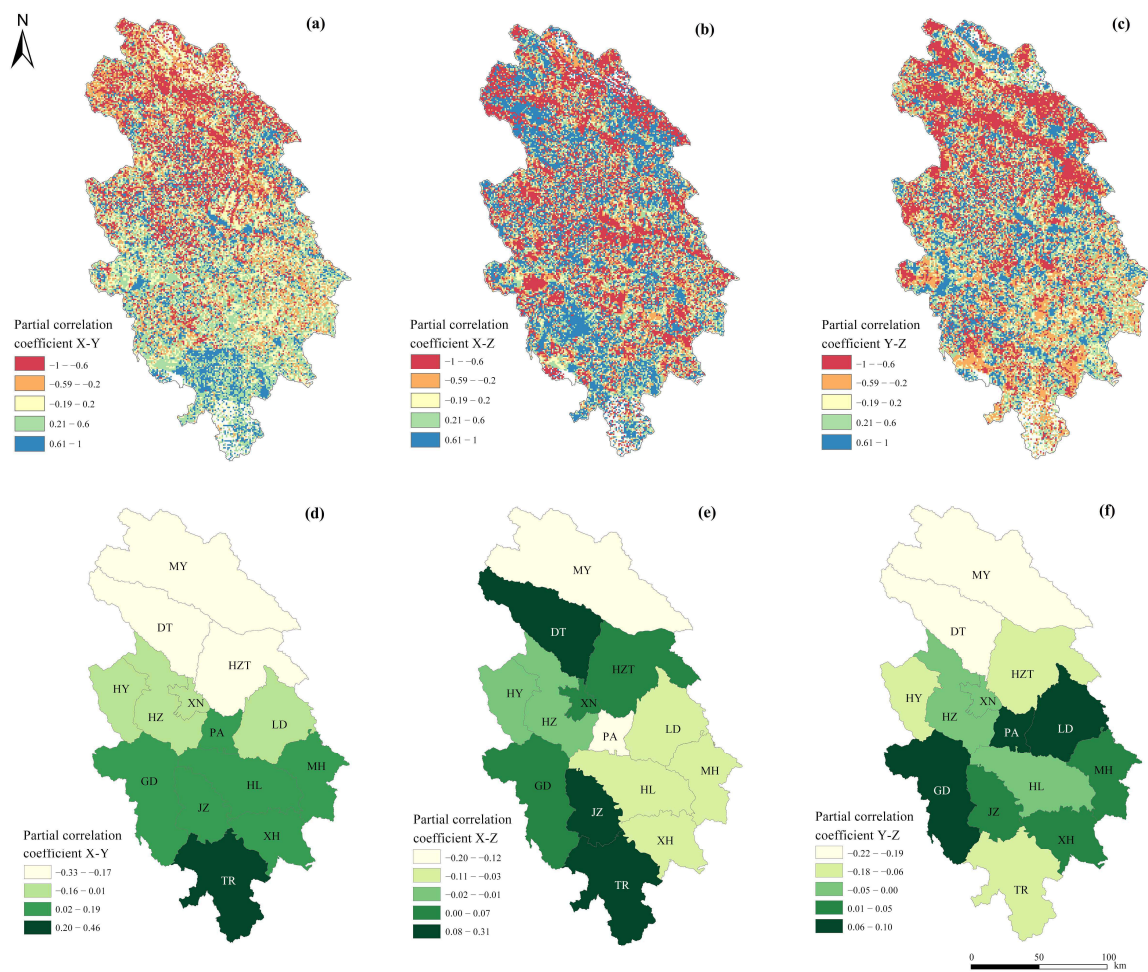 N
(a)
(b)
(c)
Partial correlation
coefficient X-Y
−1 – −0.6
−0.59 – −0.2
−0.19 – 0.2
0.21 – 0.6
0.61 – 1
Partial correlation
coefficient X-Z
−1 – −0.6
−0.59 – −0.2
−0.19 – 0.2
0.21 – 0.6
0.61 – 1
Partial correlation
coefficient Y-Z
−1 – −0.6
−0.59 – −0.2
−0.19 – 0.2
0.21 – 0.6
0.61 – 1
(d)
MY
DT
HZT
HY
XN
HZ
LD
PA
MH
GD
HL
JZ
XH
TR
Partial correlation
coefficient X-Y
−0.33 – −0.17
−0.16 – 0.01
0.02 – 0.19
0.20 – 0.46
(e)
MY
DT
HZT
HY
XN
HZ
LD
PA
MH
GD
HL
JZ
XH
TR
Partial correlation
coefficient X-Z
−0.20 – −0.12
−0.11 – −0.03
−0.02 – −0.01
0.00 – 0.07
0.08 – 0.31
(f)
MY
DT
HZT
HY
XN
HZ
LD
PA
MH
GD
HL
JZ
XH
TR
Partial correlation
coefficient Y-Z
−0.22 – −0.19
−0.18 – −0.06
−0.05 – 0.00
0.01 – 0.05
0.06 – 0.10
0 50 100
km